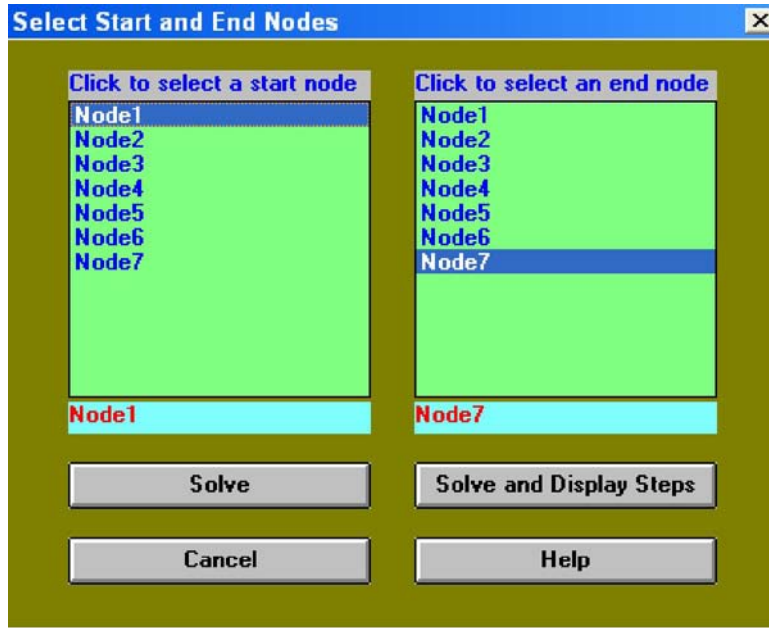 Select Start and End Nodes
Click to select a start node
Node1
Node2
Node3
Node4
Node5
Node6
Node7
Node1
Click to select an end node
Node1
Node2
Node3
Node4
Node5
Node6
Node7
Node7
Solve
Solve and Display Steps
Cancel
Help